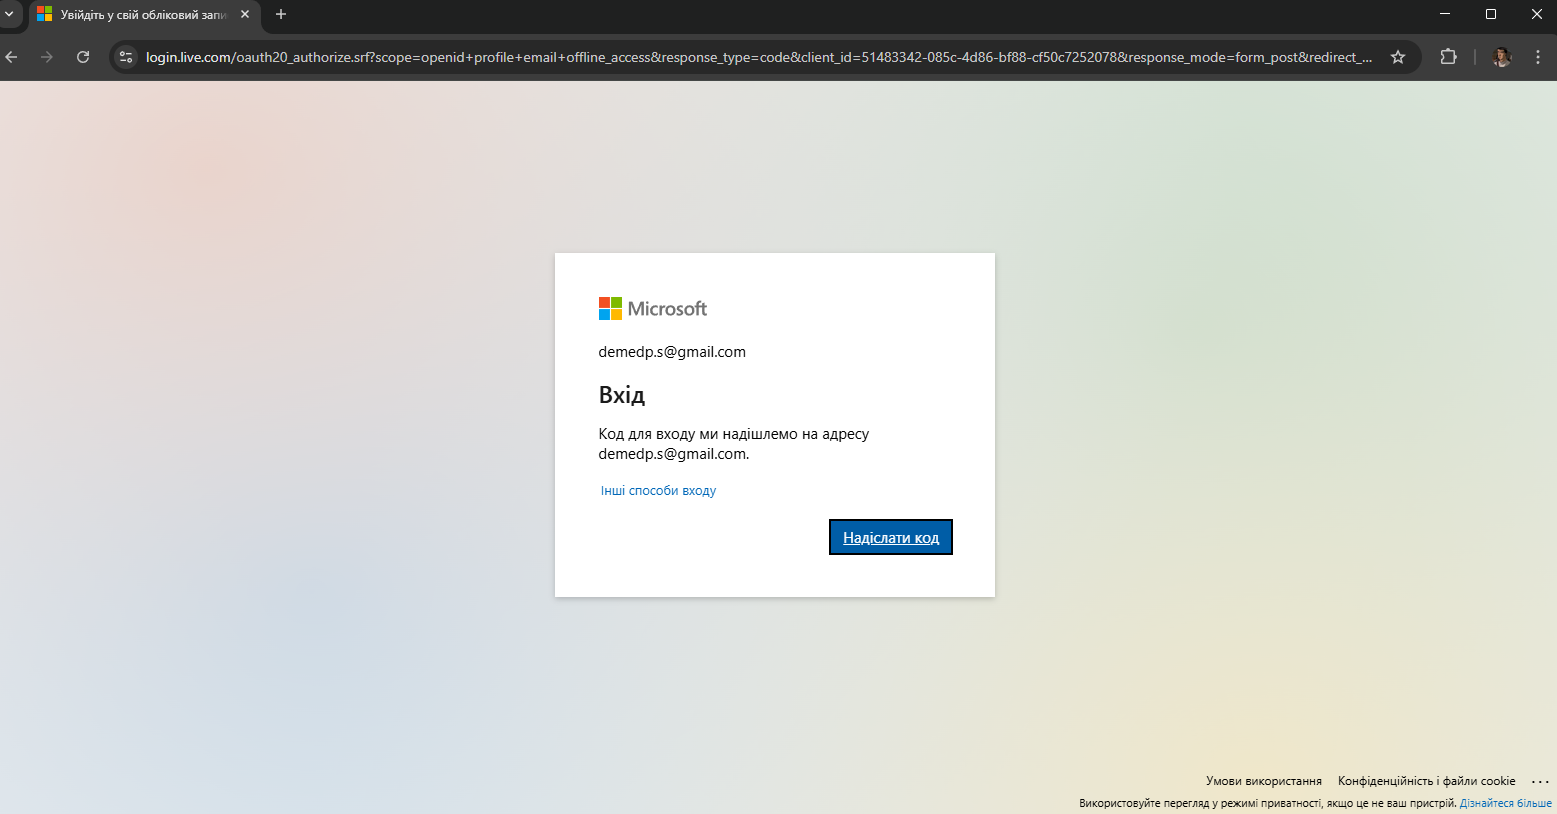 Увійдіть у свій обліковий запи
login.live.com/oauth20_authorize.srf?scope=openid+profile+email+offline_access&response_type=code&client_id=51483342-085c-4d86-bf88-cf50c7252078&response_mode=form_post&redirect_...
Microsoft
demedp.s@gmail.com
Вхід
Код для входу ми надішлемо на адресу
demedp.s@gmail.com.
Інші способи входу
Надіслати код
Умови використання Конфіденційність і файли cookie ...
Використовуйте перегляд у режимі приватності, якщо це не ваш пристрій. Дізнайтеся більше